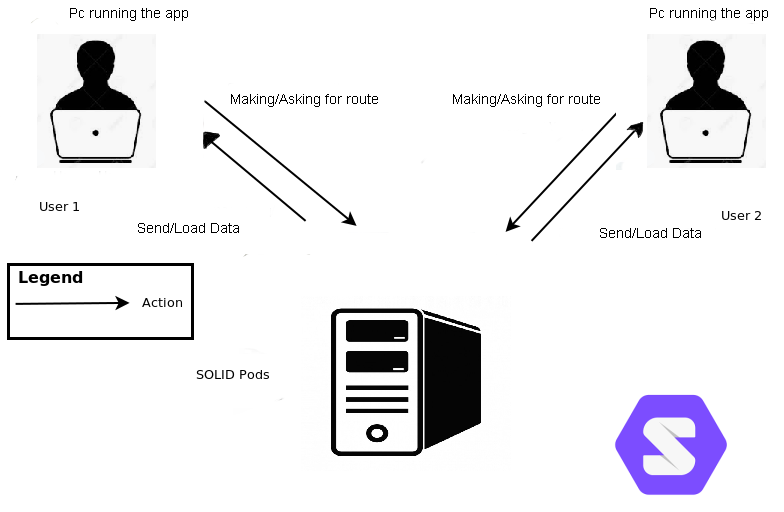 Pc running the app
Pc running the app
Making/Asking for route
Making/Asking for route
User 1
User 2
Send/Load Data
Send/Load Data
Legend
Action
SOLID Pods